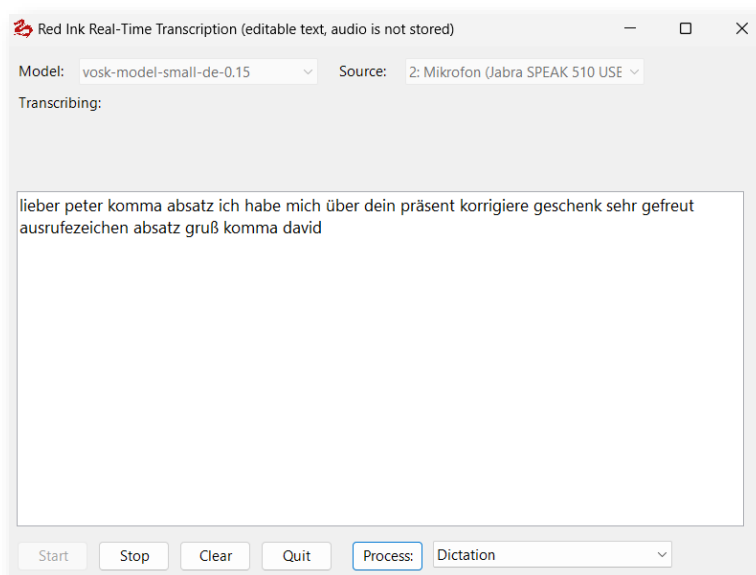 Red Ink Real-Time Transcription (editable text, audio is not stored)
Model: vosk-model-small-de-0.15 Source: 2: Mikrofon (Jabra SPEAK 510 USE
Transcribing:
lieber peter komma absatz ich habe mich über dein präsent korrigiere geschenk sehr gefreut
ausrufezeichen absatz gruß komma david
Start Stop Clear Quit Process: Dictation